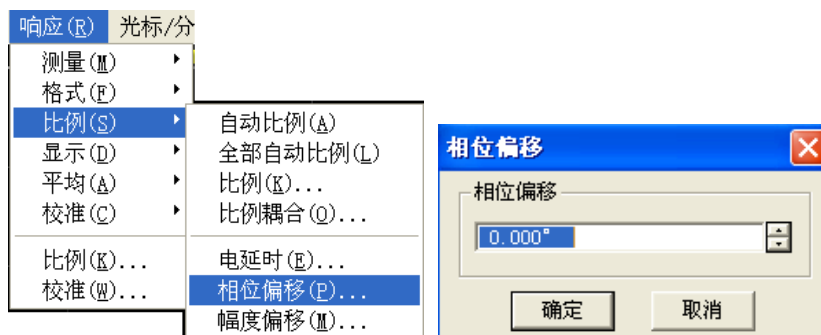 响应(R) 光标/分
测量(M)
格式(F)
比例(S)
显示(D)
平均(A)
校准(C)
比例(K)...
校准(W)...
自动比例(A)
全部自动比例(L)
比例(K)...
比例耦合(O)...
电延时(E)...
相位偏移(P)...
幅度偏移(M)...
相位偏移
相位偏移
0.000°
确定 取消